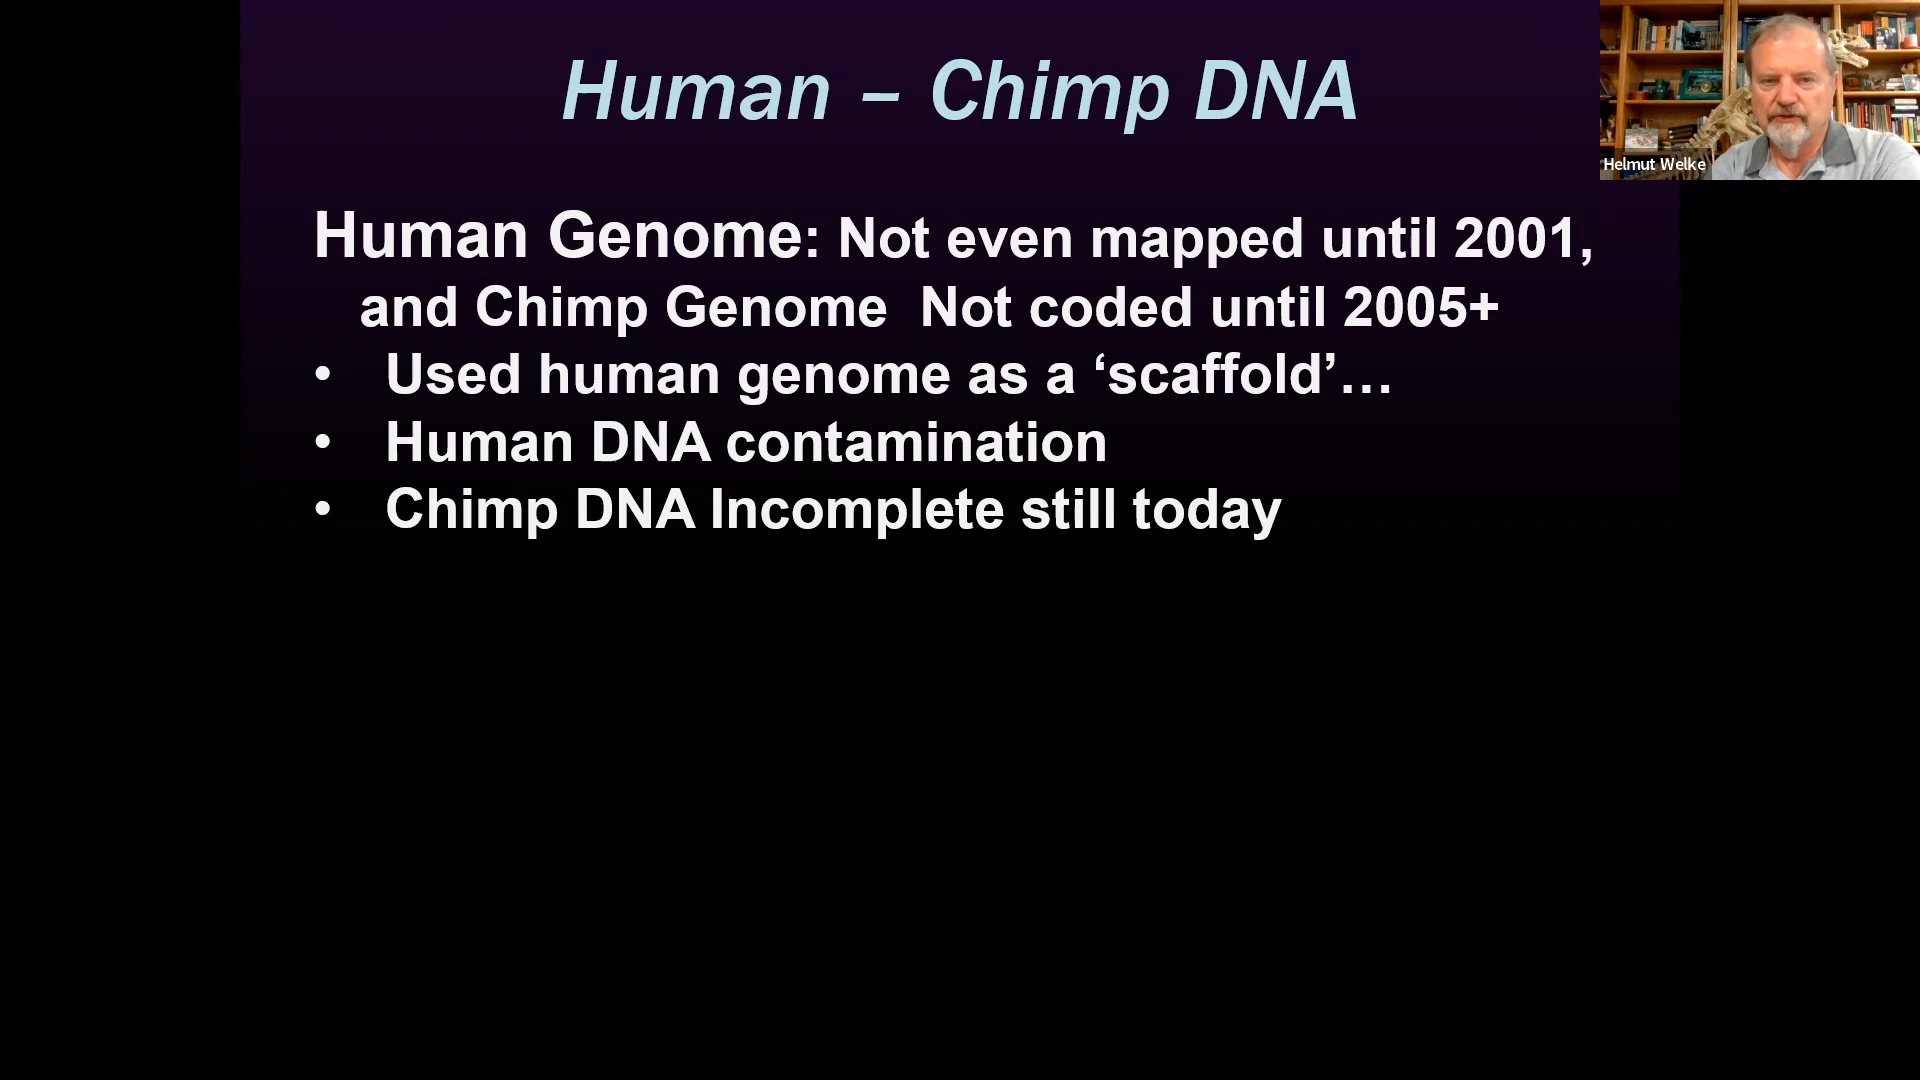 Human – Chimp DNA
Helmut Welke
Human Genome: Not even mapped until 2001,
and Chimp Genome  Not coded until 2005+
• Used human genome as a ‘scaffold’…
• Human DNA contamination
• Chimp DNA Incomplete still today